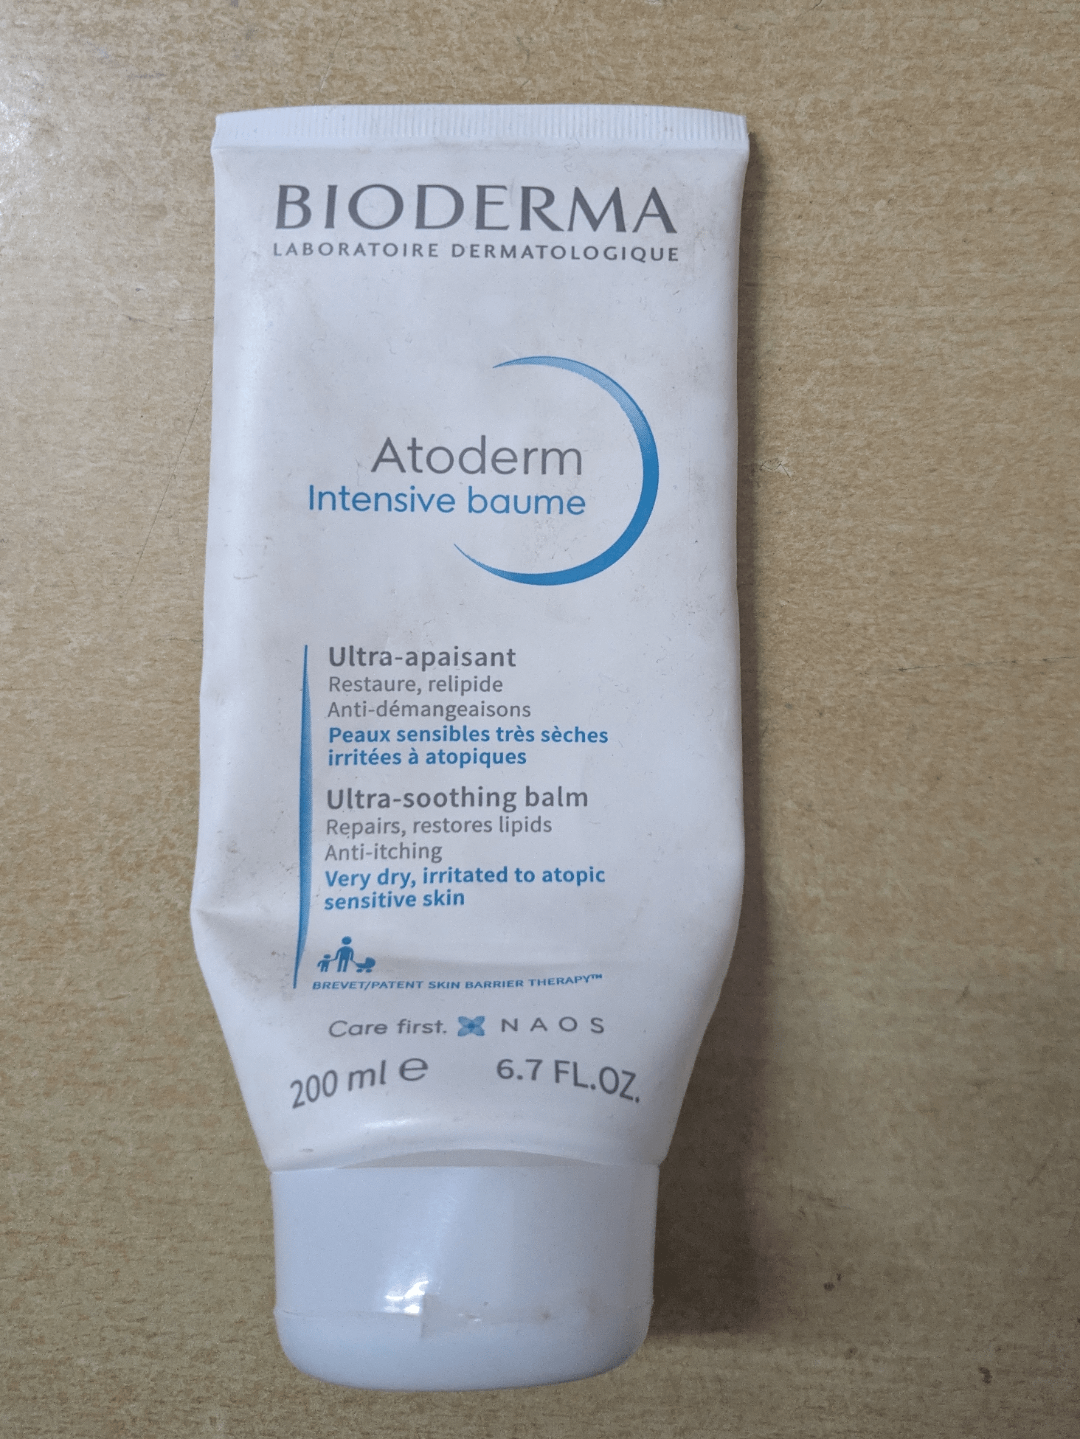 BIODERMA
LABORATOIRE DERMATOLOGIQUE
Atoderm
Intensive baume
Ultra-apaisant
Restaure, relipide
Anti-démangeaisons
Peaux sensibles très sèches
irritées à atopiques
Ultra-soothing balm
Repairs, restores lipids
Anti-itching
Very dry, irritated to atopic
sensitive skin
BREVET/PATENT SKIN BARRIER THERAPY™
Care first. NAOS
200 ml ℮ 6.7 FL.OZ.